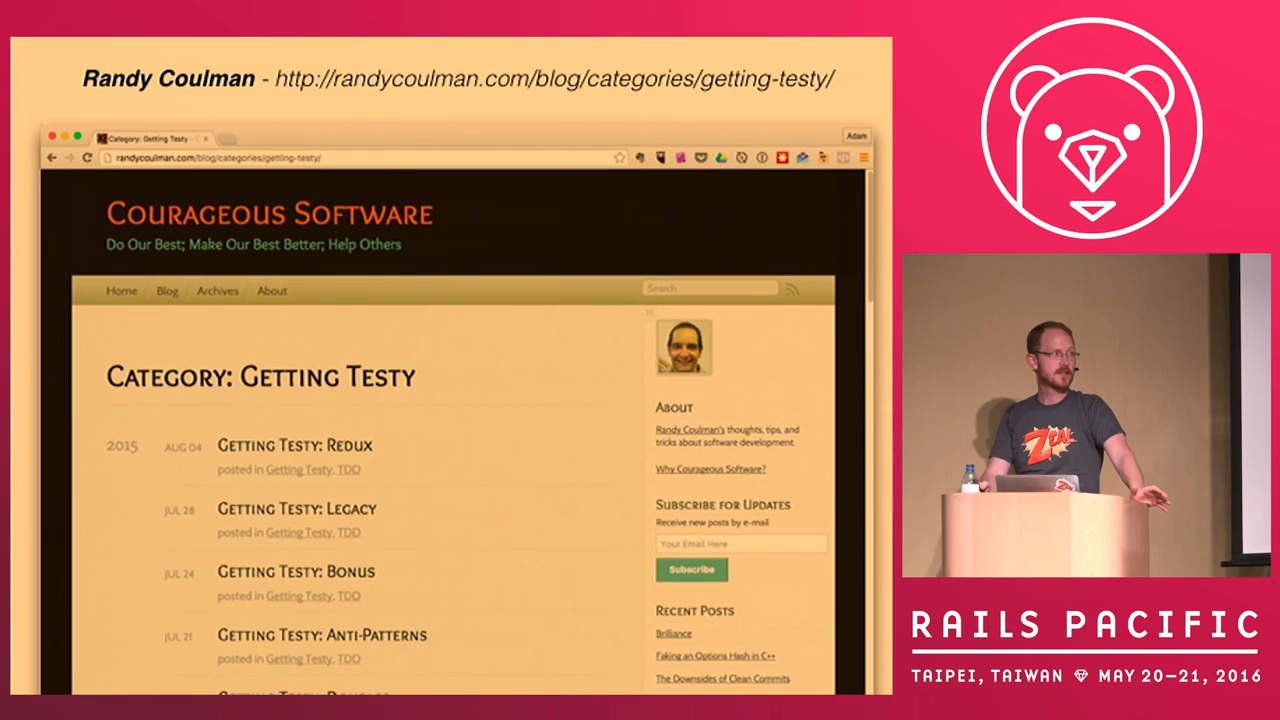 Randy Coulman - http://randycoulman.com/blog/categories/getting-testy/
Category: Getting Testy -
Adam
randycoulman.com/blog/categories/getting-testy/
Courageous Software
Do Our Best; Make Our Best Better; Help Others
Home Blog Archives About
Search
Category: Getting Testy
2015 AUG 04 Getting Testy: Redux
posted in Getting Testy, TDD
JUL 28 Getting Testy: Legacy
posted in Getting Testy, TDD
JUL 24 Getting Testy: Bonus
posted in Getting Testy, TDD
JUL 21 Getting Testy: Anti-Patterns
posted in Getting Testy, TDD
About
Randy Coulman's thoughts, tips, and
tricks about software development.
Why Courageous Software?
Subscribe for Updates
Receive new posts by e-mail
Your Email Here
Subscribe
Recent Posts
Brilliance
Faking an Options Hash in C++
The Downsides of Clean Commits
ZEAL
RAILS PACIFIC
TAIPEI, TAIWAN MAY 20–21, 2016